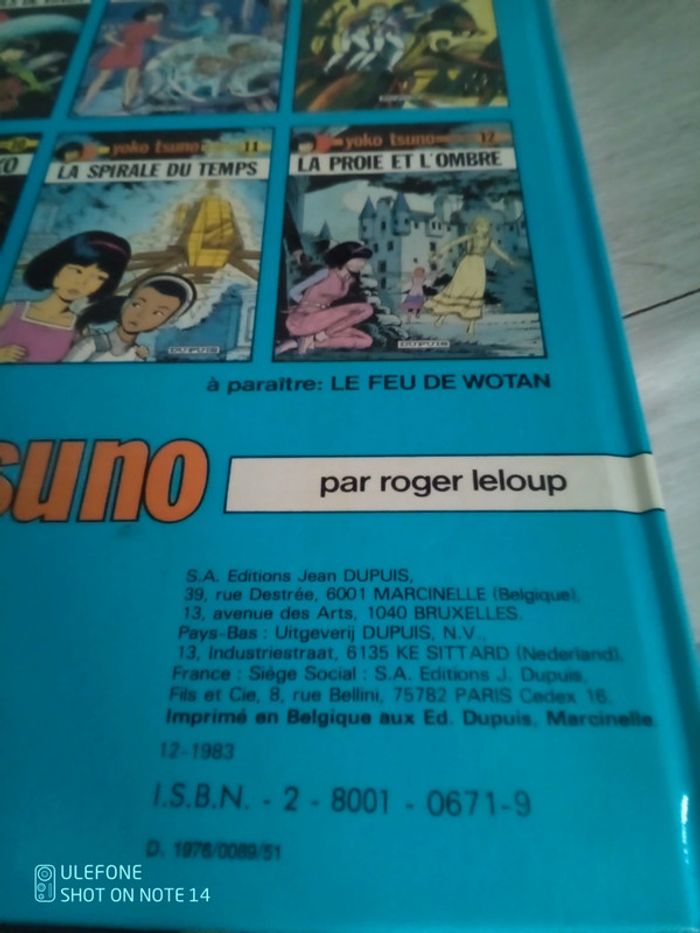 yoko tsuno 11
LA SPIRALE DU TEMPS
DUPUIS
yoko tsuno 12
LA PROIE ET L'OMBRE
DUPUIS
à paraître: LE FEU DE WOTAN
suno
par roger leloup
S.A. Editions Jean DUPUIS,
39, rue Destrée, 6001 MARCINELLE (Belgique),
13, avenue des Arts, 1040 BRUXELLES.
Pays-Bas : Uitgeverij DUPUIS, N.V.,
13, Industriestraat, 6135 KE SITTARD (Nederland).
France : Siège Social : S.A. Editions J. Dupuis,
Fils et Cie, 8, rue Bellini, 75782 PARIS Cedex 16.
Imprimé en Belgique aux Ed. Dupuis, Marcinelle
12-1983
I.S.B.N. - 2 - 8001 - 0671-9
D. 1976/0089/51
ULEFONE
SHOT ON NOTE 14